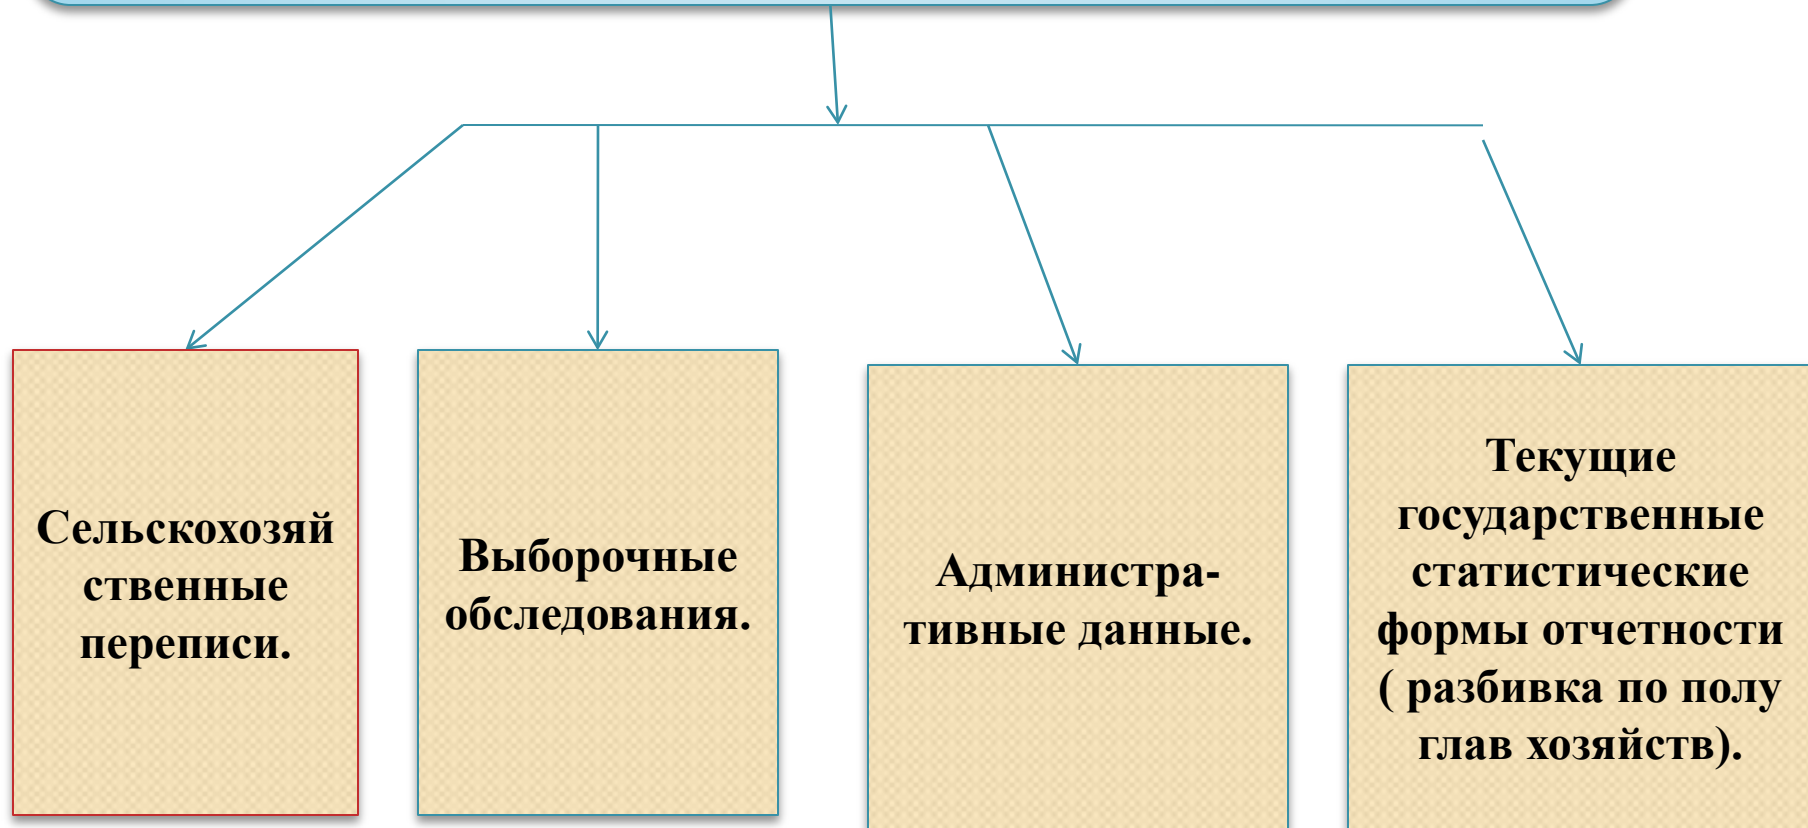 Сельскохозяй
ственные
переписи.
Выборочные
обследования.
Администра-
тивные данные.
Текущие
государственные
статистические
формы отчетности
( разбивка по полу
глав хозяйств).